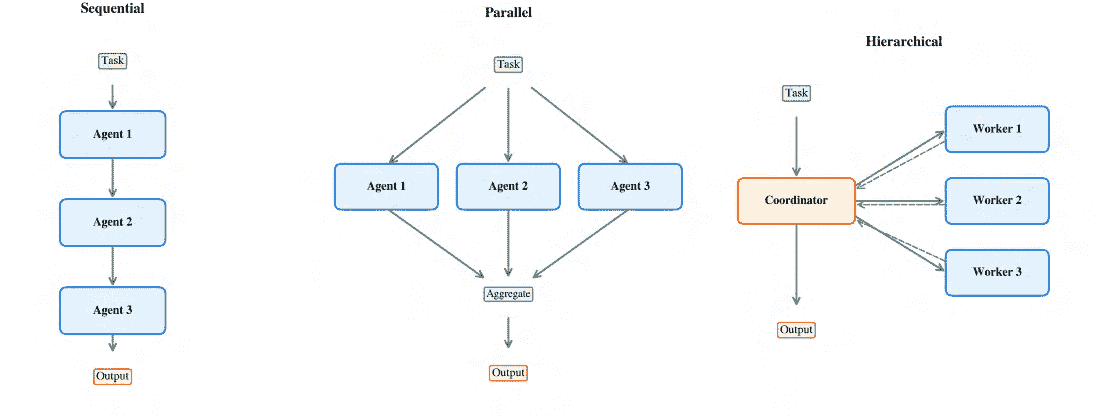 Sequential
Task
Agent 1
Agent 2
Agent 3
Output
Parallel
Task
Agent 1
Agent 2
Agent 3
Aggregate
Output
Hierarchical
Task
Coordinator
Worker 1
Worker 2
Worker 3
Output